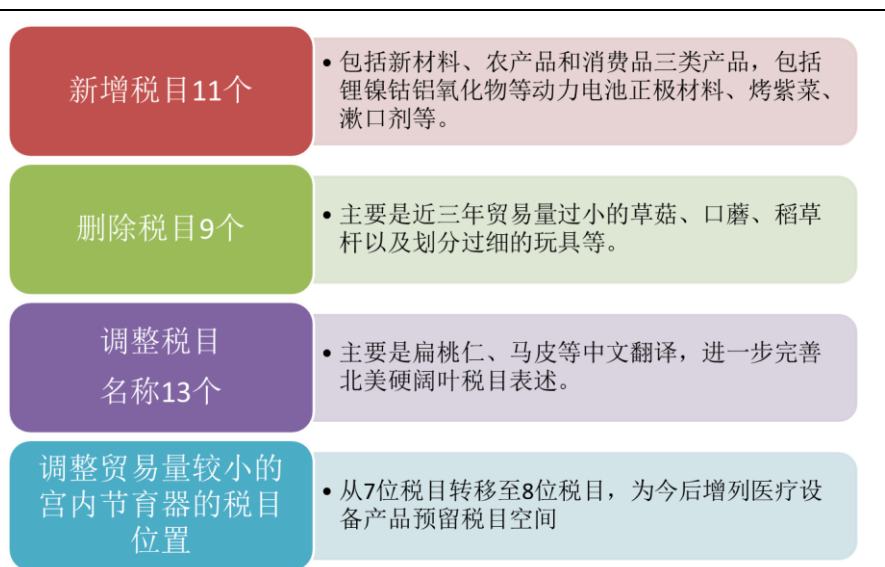 新增税目11个
• 包括新材料、农产品和消费品三类产品，包括
锂镍钴铝氧化物等动力电池正极材料、烤紫菜、
漱口剂等。
删除税目9个
• 主要是近三年贸易量过小的草菇、口蘑、稻草
杆以及划分过细的玩具等。
调整税目
名称13个
• 主要是扁桃仁、马皮等中文翻译，进一步完善
北美硬阔叶税目表述。
调整贸易量较小的
宫内节育器的税目
位置
• 从7位税目转移至8位税目，为今后增列医疗设
备产品预留税目空间